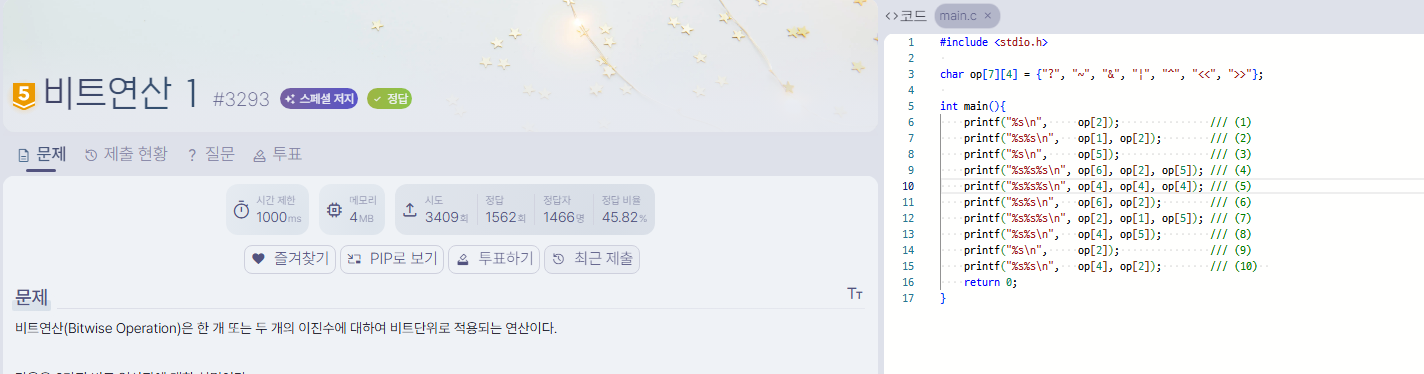 5 비트연산 1 #3293 스페셜 저지 정답
문제 제출 현황 ? 질문 투표
시간 제한 1000ms
메모리 4MB
시도 3409회
정답 1562회
정답자 1466명
정답 비율 45.82%
즐겨찾기 PIP로 보기 투표하기 최근 제출
문제 TT
비트연산(Bitwise Operation)은 한 개 또는 두 개의 이진수에 대하여 비트단위로 적용되는 연산이다.
<>코드 main.c ×
1 #include <stdio.h>
2
3 char op[7][4] = {"?", "~", "&", "|", "^", "<<", ">>"};
4
5 int main(){
6 printf("%s\n", op[2]); /// (1)
7 printf("%s%s\n", op[1], op[2]); /// (2)
8 printf("%s\n", op[5]); /// (3)
9 printf("%s%s%s\n", op[6], op[2], op[5]); /// (4)
10 printf("%s%s%s\n", op[4], op[4], op[4]); /// (5)
11 printf("%s%s\n", op[6], op[2]); /// (6)
12 printf("%s%s%s\n", op[2], op[1], op[5]); /// (7)
13 printf("%s%s\n", op[4], op[5]); /// (8)
14 printf("%s\n", op[2]); /// (9)
15 printf("%s%s\n", op[4], op[2]); /// (10)
16 return 0;
17 }